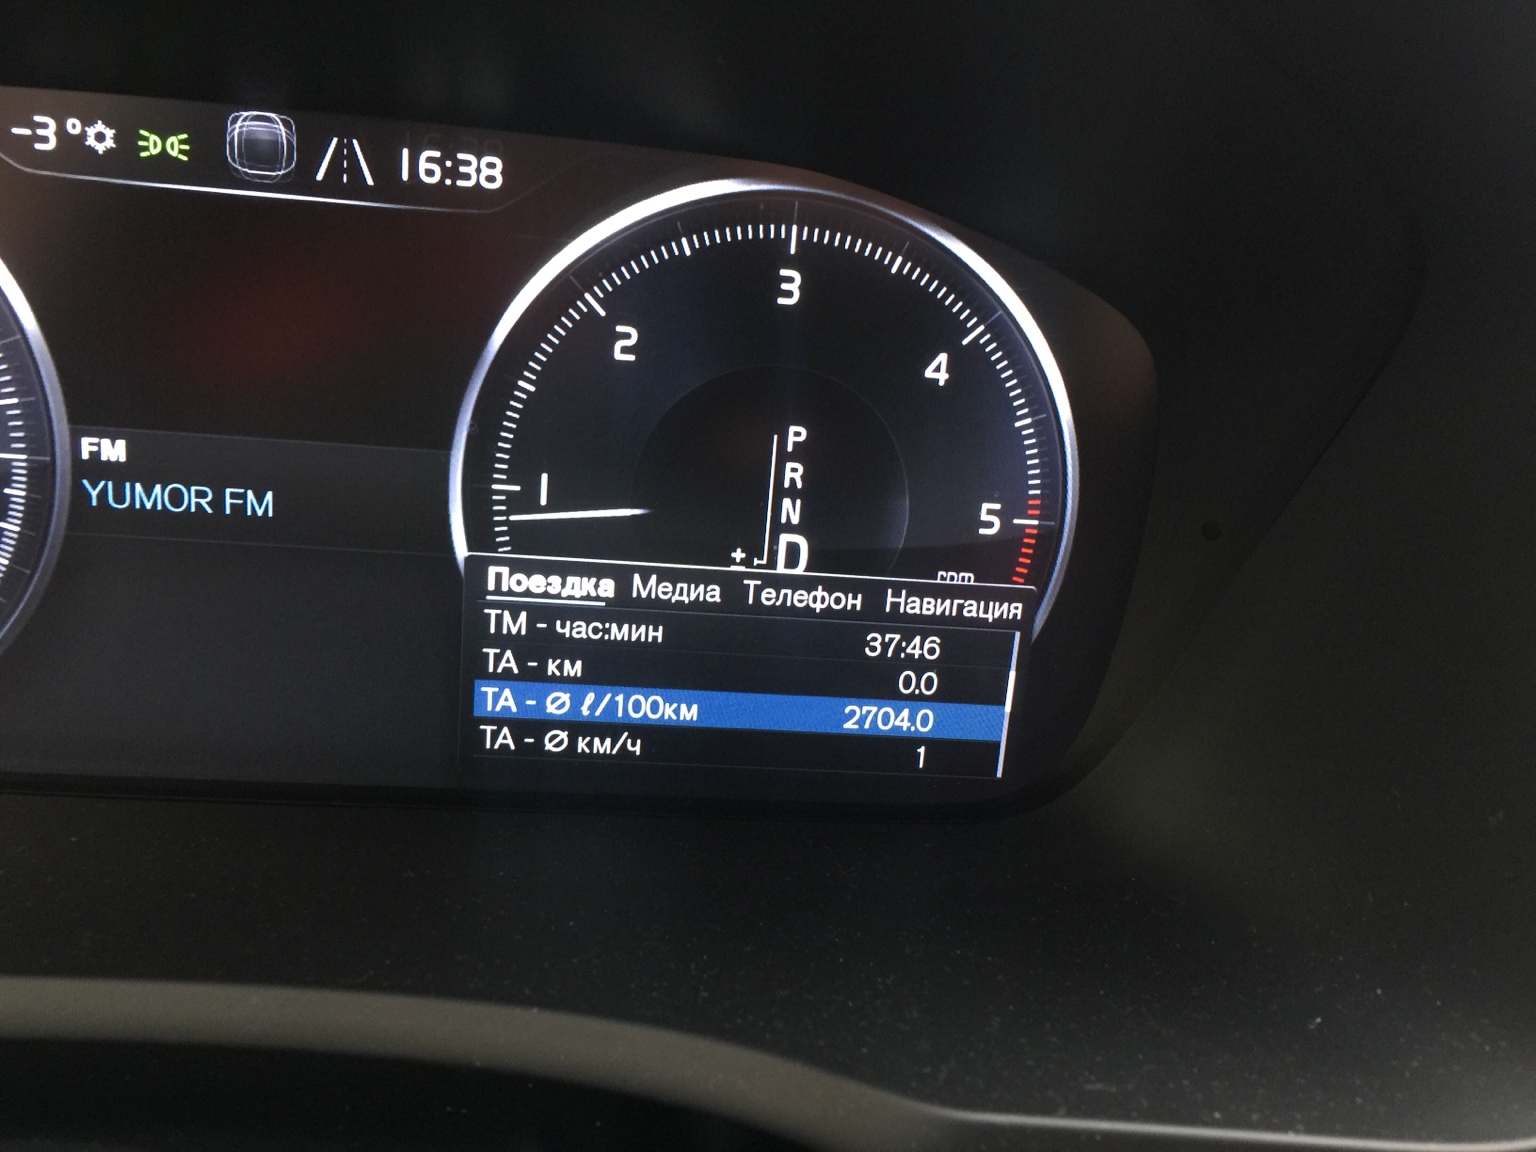 -3°
16:38
3
2
4
FM
P
YUMOR FM
R
1
N
5
D
±
rpm
Поездка Медиа Телефон Навигация
TM - час:мин 37:46
TA - км 0.0
TA - Ø ℓ/100км 2704.0
TA - Ø км/ч 1